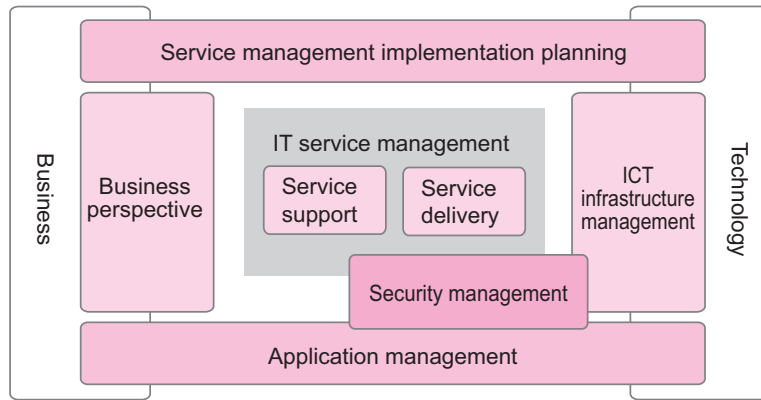 Service management implementation planning
Business
Business
perspective
IT service management
Service
support
Service
delivery
ICT
infrastructure
management
Technology
Security management
Application management